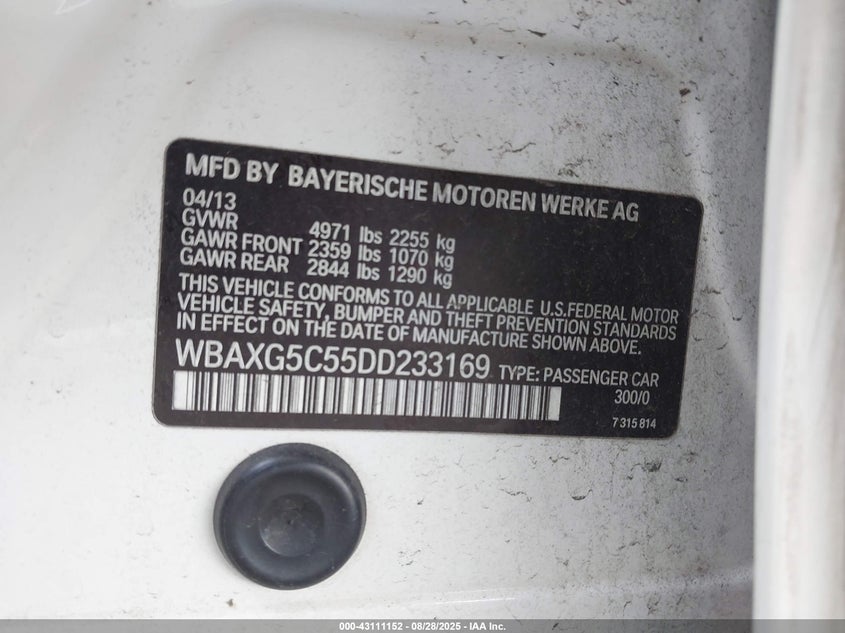 MFD BY BAYERISCHE MOTOREN WERKE AG
04/13
GVWR 4971 lbs 2255 kg
GAWR FRONT 2359 lbs 1070 kg
GAWR REAR 2844 lbs 1290 kg
THIS VEHICLE CONFORMS TO ALL APPLICABLE U.S.FEDERAL MOTOR
VEHICLE SAFETY, BUMPER AND THEFT PREVENTION STANDARDS
IN EFFECT ON THE DATE OF MANUFACTURE SHOWN ABOVE.
WBAXG5C55DD233169 TYPE: PASSENGER CAR
300/0
7 315 814
000-43111152 - 08/28/2025 - IAA Inc.